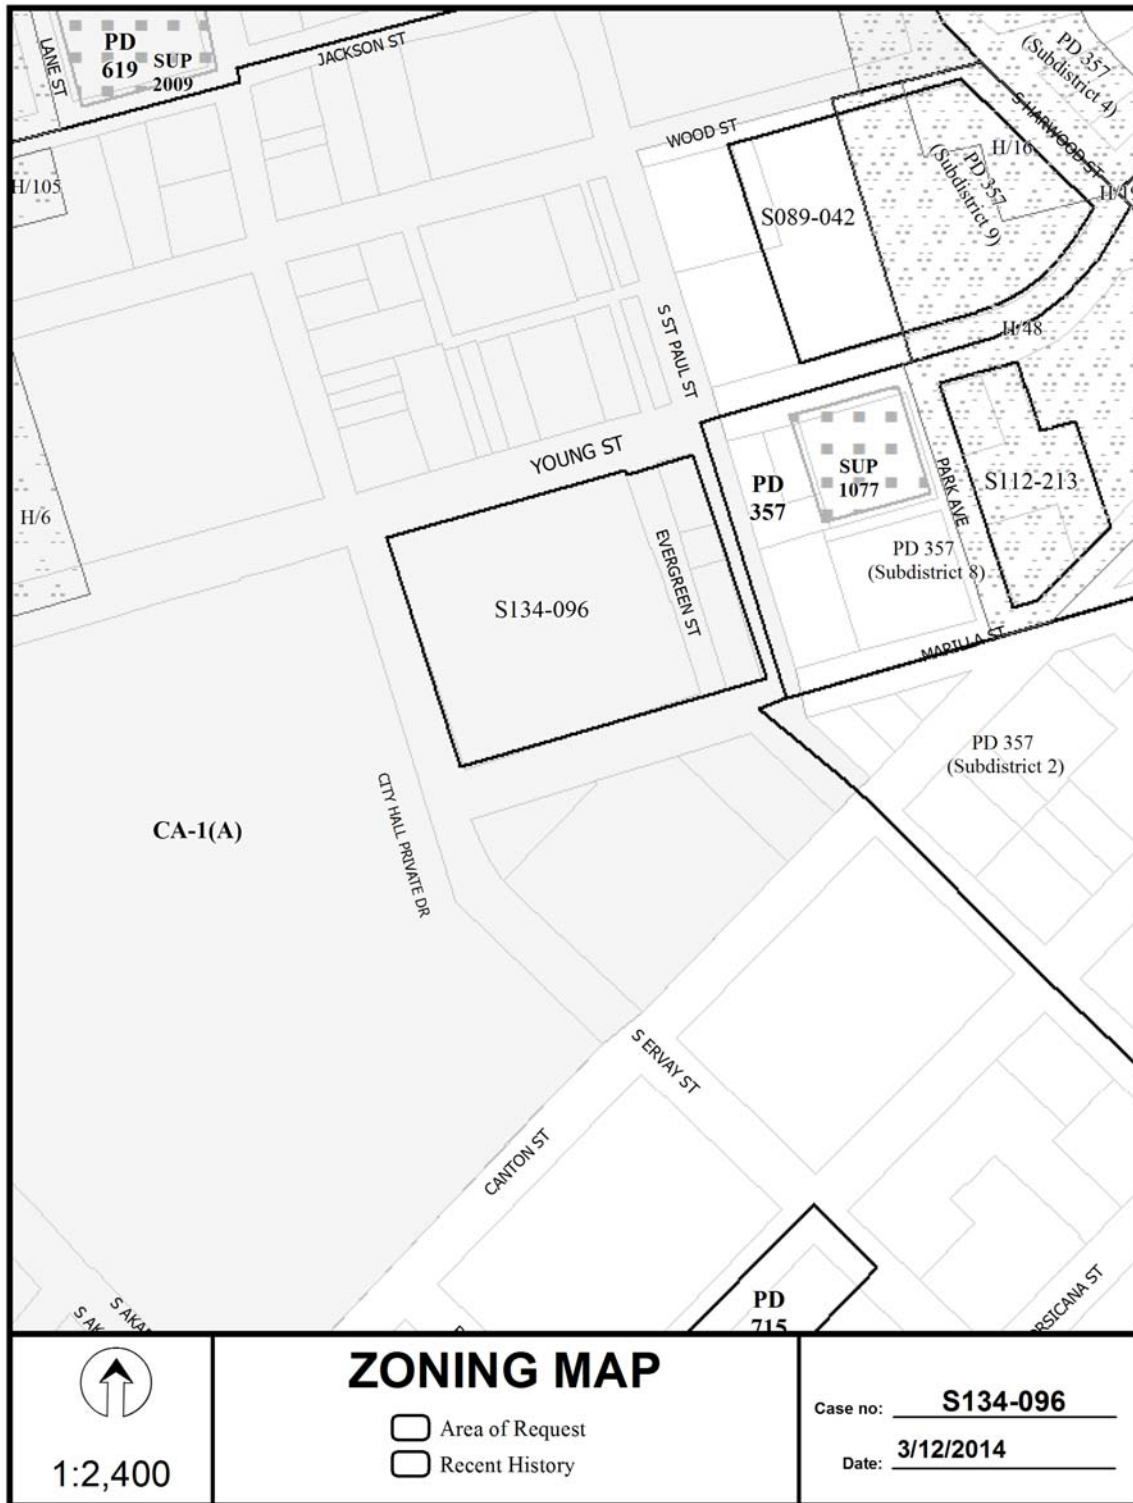 LANE ST
PD
619
SUP
2009
JACKSON ST
PD 357
(Subdistrict 4)
S HARWOOD ST
WOOD ST
H/16
PD 357
(Subdistrict 9)
H/105
S089-042
S ST PAUL ST
H/48
YOUNG ST
PD
357
SUP
1077
PARK AVE
S112-213
H/6
EVERGREEN ST
PD 357
(Subdistrict 8)
S134-096
MARILLA ST
PD 357
(Subdistrict 2)
CITY HALL PRIVATE DR
CA-1(A)
S ERVAY ST
CANTON ST
PD
715
S AKA
S AK
RSICANA ST
ZONING MAP
Area of Request
Recent History
1:2,400
Case no: S134-096
Date: 3/12/2014